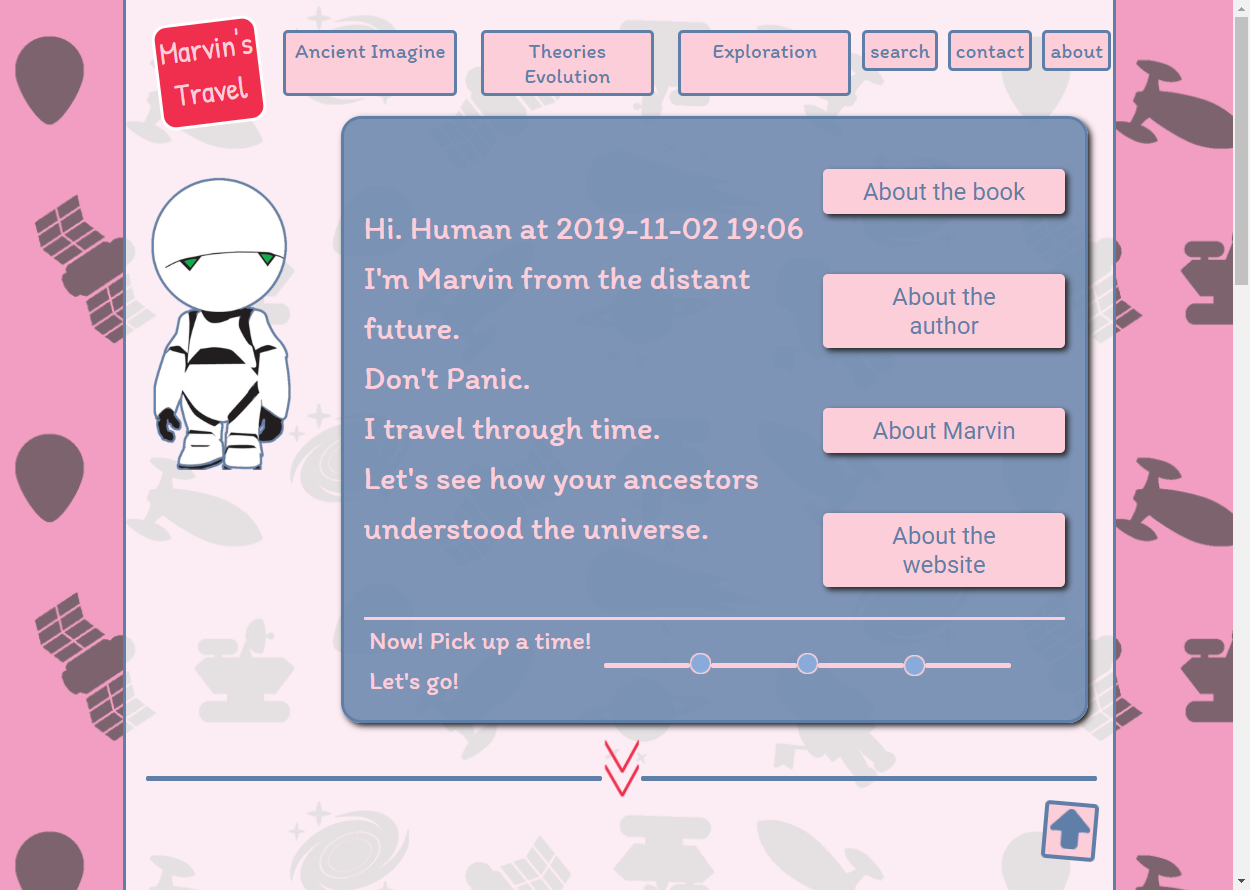 Marvin's
Travel
Ancient Imagine
Theories
Evolution
Exploration
search
contact
about
Hi. Human at 2019-11-02 19:06
I'm Marvin from the distant
future.
Don't Panic.
I travel through time.
Let's see how your ancestors
understood the universe.
About the book
About the
author
About Marvin
About the
website
Now! Pick up a time!
Let's go!